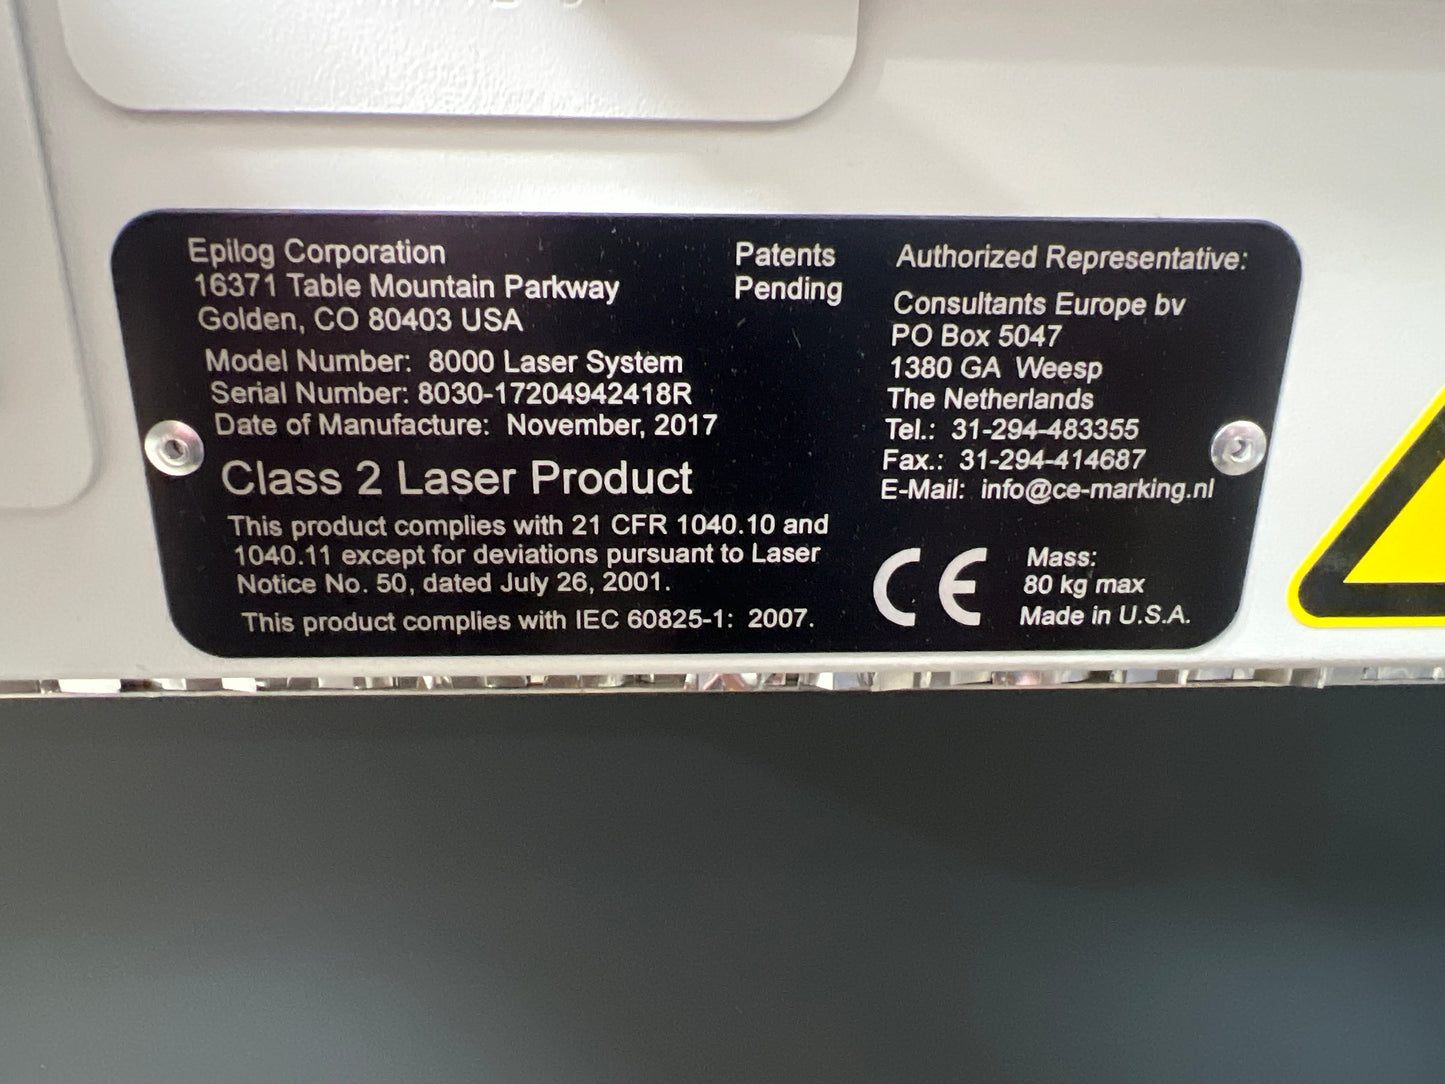 Epilog Corporation
16371 Table Mountain Parkway
Golden, CO 80403 USA
Model Number: 8000 Laser System
Serial Number: 8030-17204942418R
Date of Manufacture: November, 2017
Class 2 Laser Product
This product complies with 21 CFR 1040.10 and
1040.11 except for deviations pursuant to Laser
Notice No. 50, dated July 26, 2001.
This product complies with IEC 60825-1: 2007.
Patents
Pending
Authorized Representative:
Consultants Europe bv
PO Box 5047
1380 GA Weesp
The Netherlands
Tel.: 31-294-483355
Fax.: 31-294-414687
E-Mail: info@ce-marking.nl
CE
Mass:
80 kg max
Made in U.S.A.